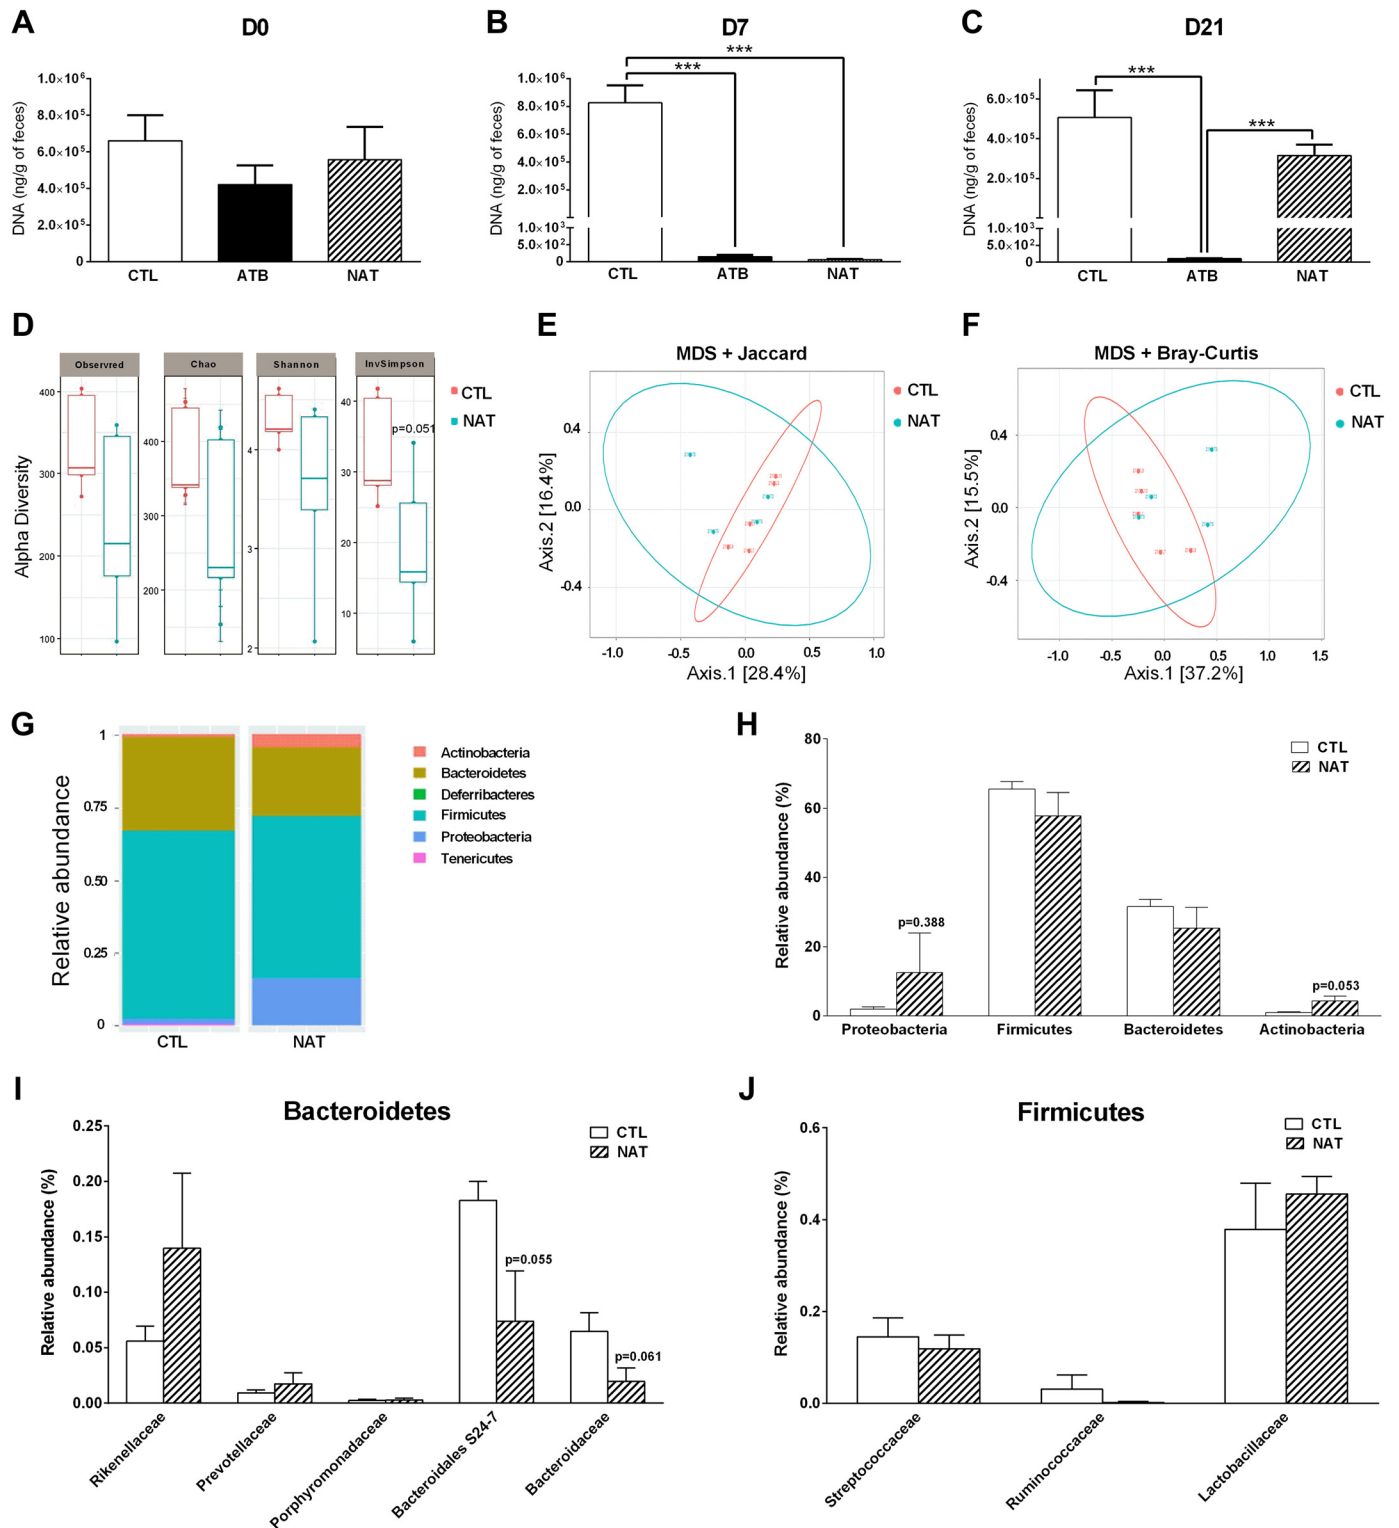 A
D0
DNA (ng/g of feces)
1.0×10⁶
8.0×10⁵
6.0×10⁵
4.0×10⁵
2.0×10⁵
0
CTL
ATB
NAT
B
D7
DNA (ng/g of feces)
1.0×10⁶
8.0×10⁵
6.0×10⁵
4.0×10⁵
2.0×10⁵
1.0×10³
5.0×10²
0
***
***
CTL
ATB
NAT
C
D21
DNA (ng/g of feces)
6.0×10⁵
4.0×10⁵
2.0×10⁵
1.0×10³
5.0×10²
0
***
***
CTL
ATB
NAT
D
Alpha Diversity
Observred
400
300
200
100
Chao
400
300
200
Shannon
4
3
2
InvSimpson
40
30
20
10
p=0.051
CTL
NAT
E
MDS + Jaccard
Axis.2 [16.4%]
0.4
0.0
-0.4
-1.0
-0.5
0.0
0.5
1.0
Axis.1 [28.4%]
CTL
NAT
F
MDS + Bray-Curtis
Axis.2 [15.5%]
0.4
0.0
-0.4
-1.0
-0.5
0.0
0.5
1.0
1.5
Axis.1 [37.2%]
CTL
NAT
G
Relative abundance
1
0.75
0.50
0.25
0
CTL
NAT
Actinobacteria
Bacteroidetes
Deferribacteres
Firmicutes
Proteobacteria
Tenericutes
H
Relative abundance (%)
80
60
40
20
0
CTL
NAT
p=0.388
p=0.053
Proteobacteria
Firmicutes
Bacteroidetes
Actinobacteria
I
Bacteroidetes
Relative abundance (%)
0.25
0.20
0.15
0.10
0.05
0.00
CTL
NAT
p=0.055
p=0.061
Rikenellaceae
Prevotellaceae
Porphyromonadaceae
Bacteroidales S24-7
Bacteroidaceae
J
Firmicutes
Relative abundance (%)
0.6
0.4
0.2
0.0
CTL
NAT
Streptococcaceae
Ruminococcaceae
Lactobacillaceae